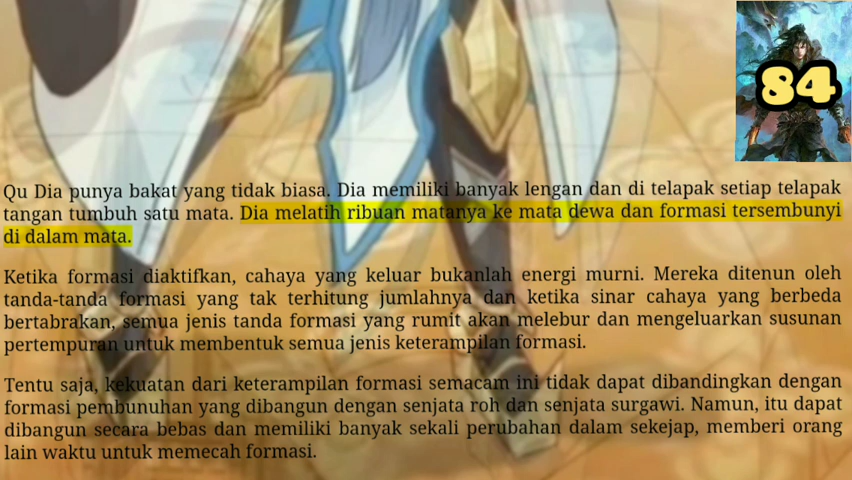 84
Qu Dia punya bakat yang tidak biasa. Dia memiliki banyak lengan dan di telapak setiap telapak
tangan tumbuh satu mata. Dia melatih ribuan matanya ke mata dewa dan formasi tersembunyi
di dalam mata.
Ketika formasi diaktifkan, cahaya yang keluar bukanlah energi murni. Mereka ditenun oleh
tanda-tanda formasi yang tak terhitung jumlahnya dan ketika sinar cahaya yang berbeda
bertabrakan, semua jenis tanda formasi yang rumit akan melebur dan mengeluarkan susunan
pertempuran untuk membentuk semua jenis keterampilan formasi.
Tentu saja, kekuatan dari keterampilan formasi semacam ini tidak dapat dibandingkan dengan
formasi pembunuhan yang dibangun dengan senjata roh dan senjata surgawi. Namun, itu dapat
dibangun secara bebas dan memiliki banyak sekali perubahan dalam sekejap, memberi orang
lain waktu untuk memecah formasi.